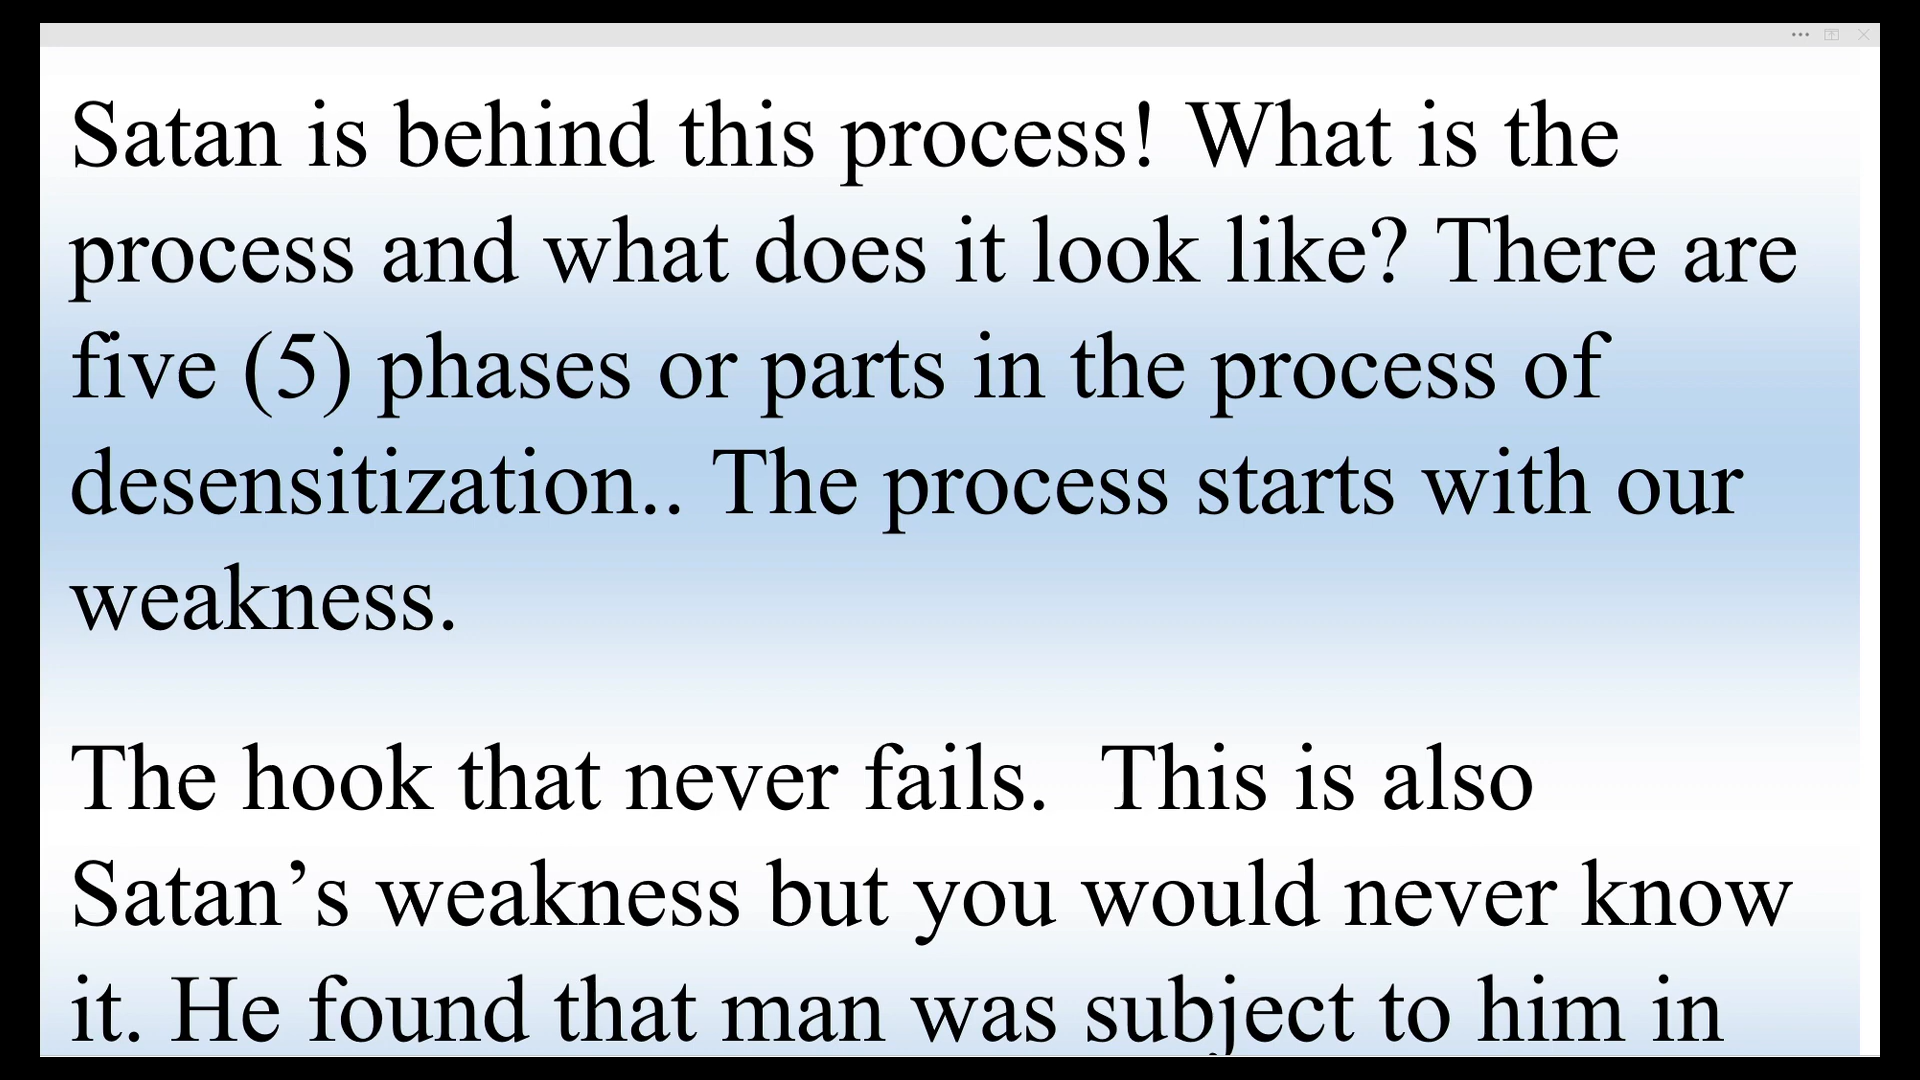 Satan is behind this process! What is the
process and what does it look like? There are
five (5) phases or parts in the process of
desensitization.. The process starts with our
weakness.
The hook that never fails.  This is also
Satan’s weakness but you would never know
it. He found that man was subject to him in